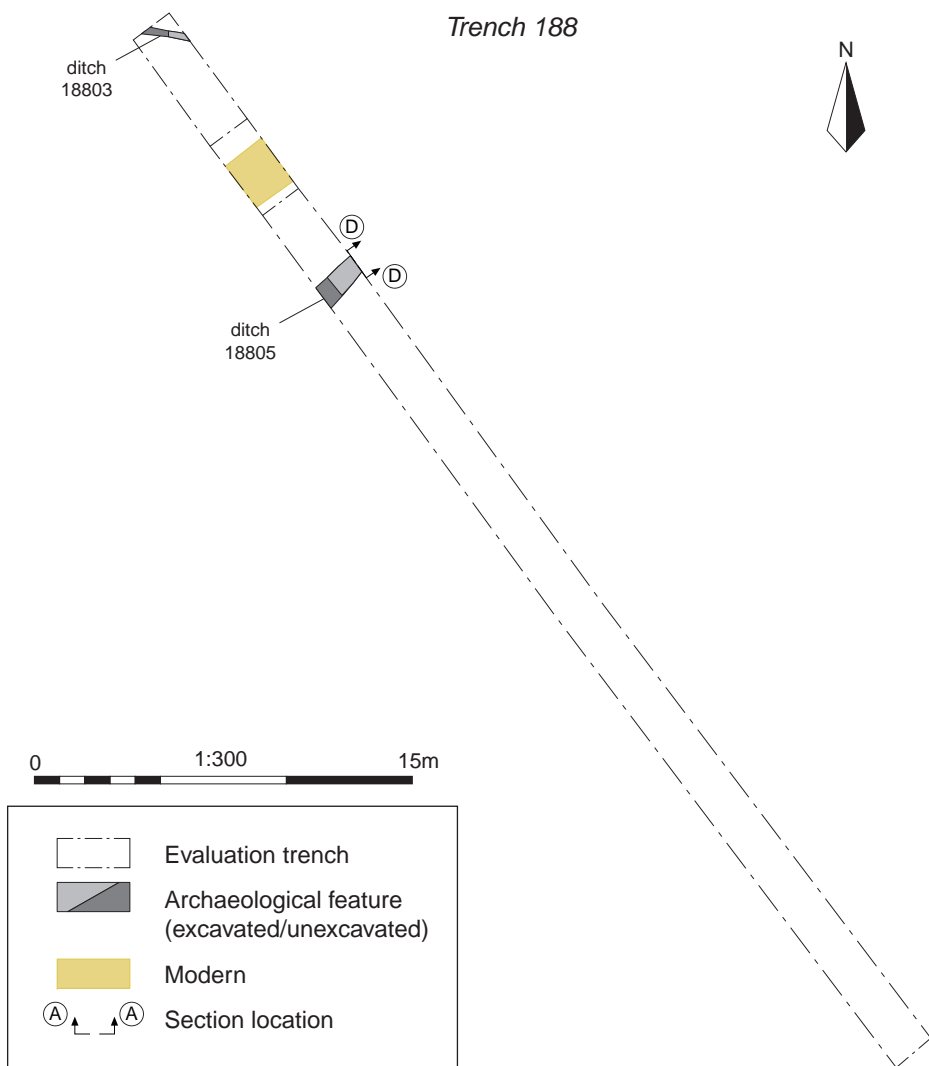 Trench 188
N
ditch
18803
D
D
ditch
18805
0 1:300 15m
Evaluation trench
Archaeological feature
(excavated/unexcavated)
Modern
A A Section location